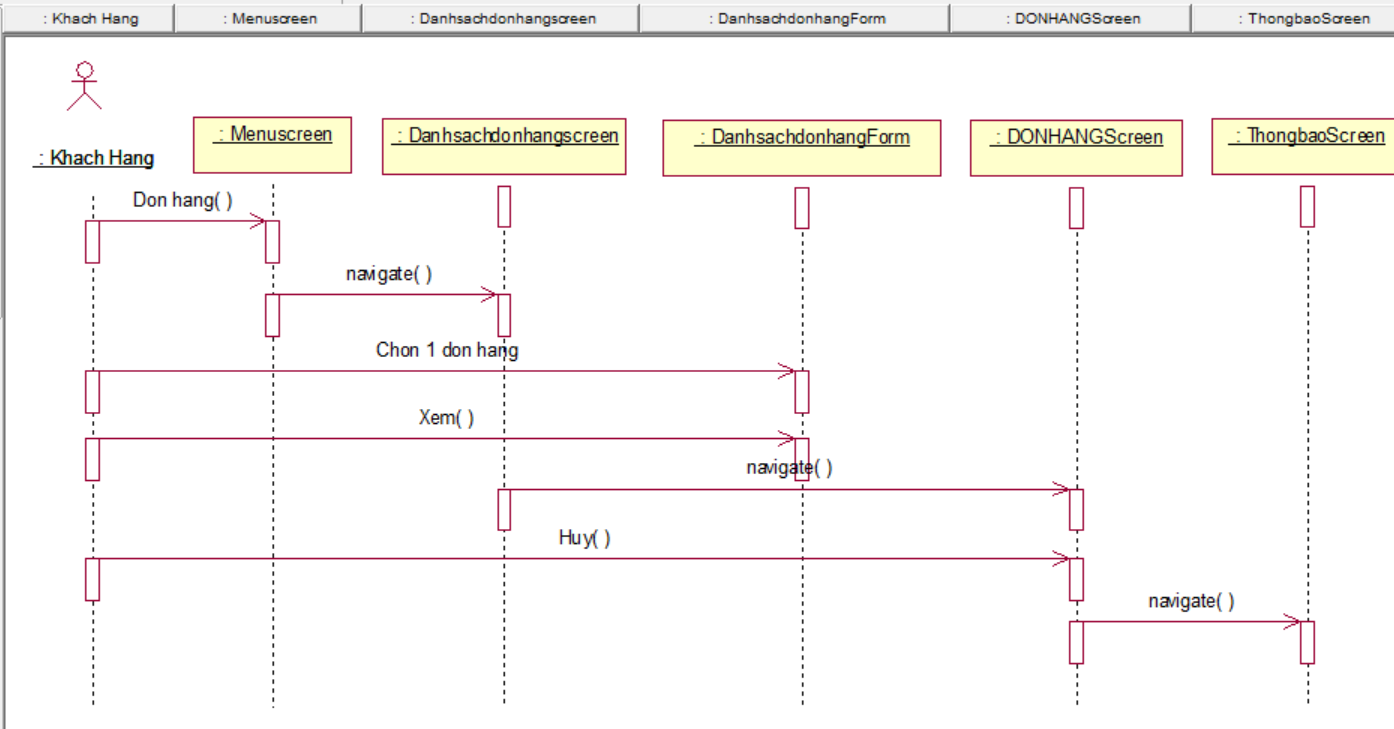 : Khach Hang
: Menuscreen
: Danhsachdonhangsoreen
: DanhsachdonhangForm
: DONHANGScreen
: ThongbaoScreen
: Khach Hang
: Menuscreen
: Danhsachdonhangscreen
: DanhsachdonhangForm
: DONHANGScreen
: ThongbaoScreen
Don hang( )
navigate( )
Chon 1 don hang
Xem( )
navigate( )
Huy( )
navigate( )